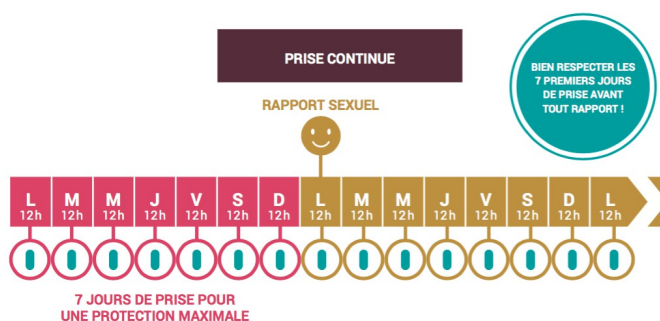 PRISE CONTINUE
BIEN RESPECTER LES
7 PREMIERS JOURS
DE PRISE AVANT
TOUT RAPPORT !
RAPPORT SEXUEL
L M M J V S D L M M J V S D L
12h 12h 12h 12h 12h 12h 12h 12h 12h 12h 12h 12h 12h 12h 12h
7 JOURS DE PRISE POUR
UNE PROTECTION MAXIMALE